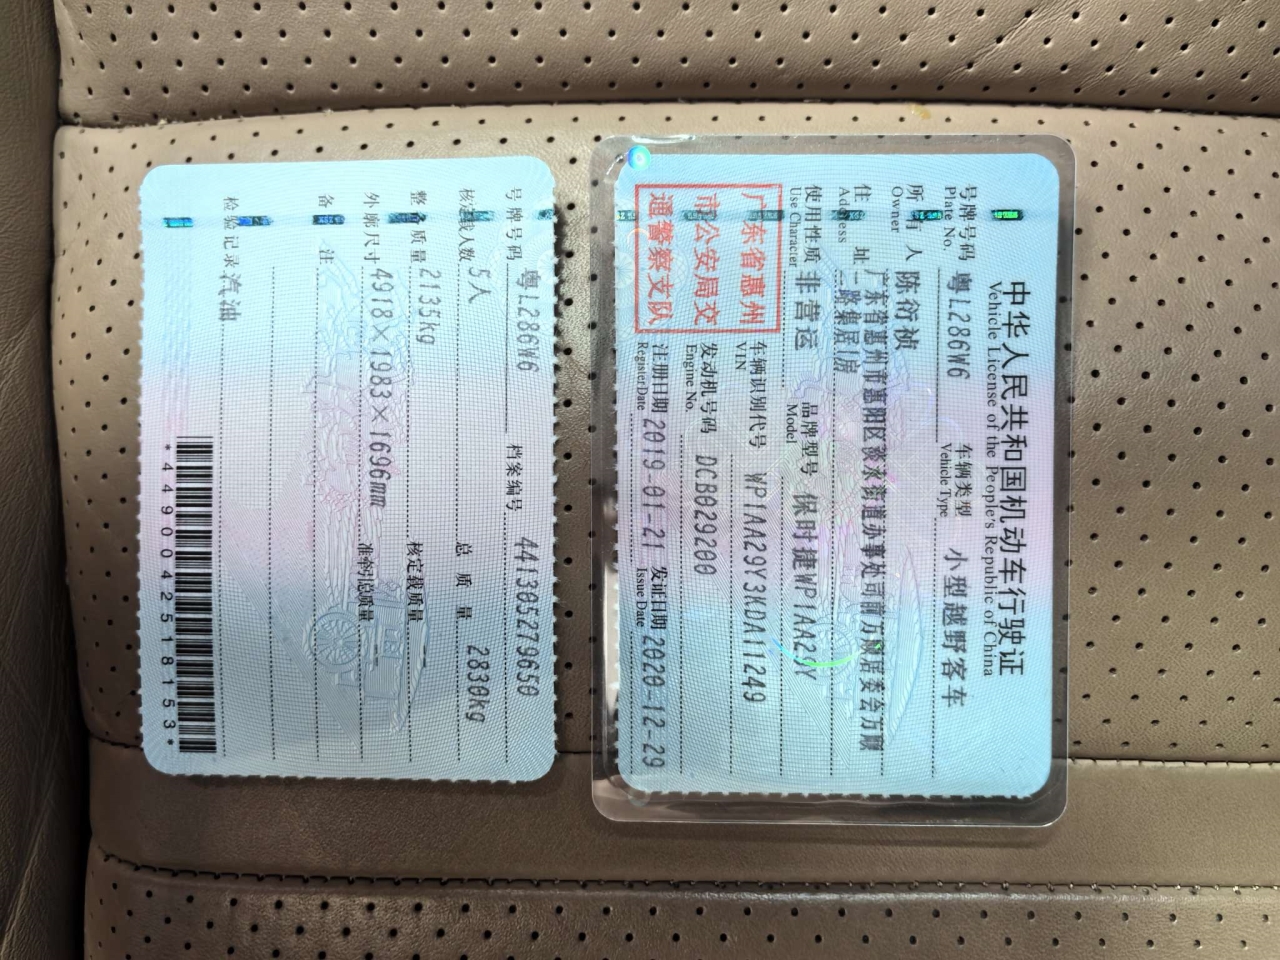 中华人民共和国机动车行驶证
Vehicle License of the People's Republic of China
号牌号码 粤L286W6 车辆类型 小型越野客车
Plate No. Vehicle Type
所有人 陈衍祯
Owner
住 址 广东省惠州市惠阳区淡水街道办事处司前万顺居委会万顺
Address 二路集居1房
使用性质 非营运 品牌型号 保时捷WP1AA29Y
Use Character Model
广东省惠州
市公安局交
通警察支队
车辆识别代号 WP1AA29Y3KDA11249
VIN
发动机号码 DCB029200
Engine No.
注册日期 2019-01-21 发证日期 2020-12-29
Register Date Issue Date
号牌号码 粤L286W6 档案编号 441305279650
核定载人数 5人 总 质 量 2830kg
整备质量 2135kg 核定载质量
外廓尺寸 4918×1983×1696mm 准牵引总质量
备 注
检验记录 汽油
*4490042518153*